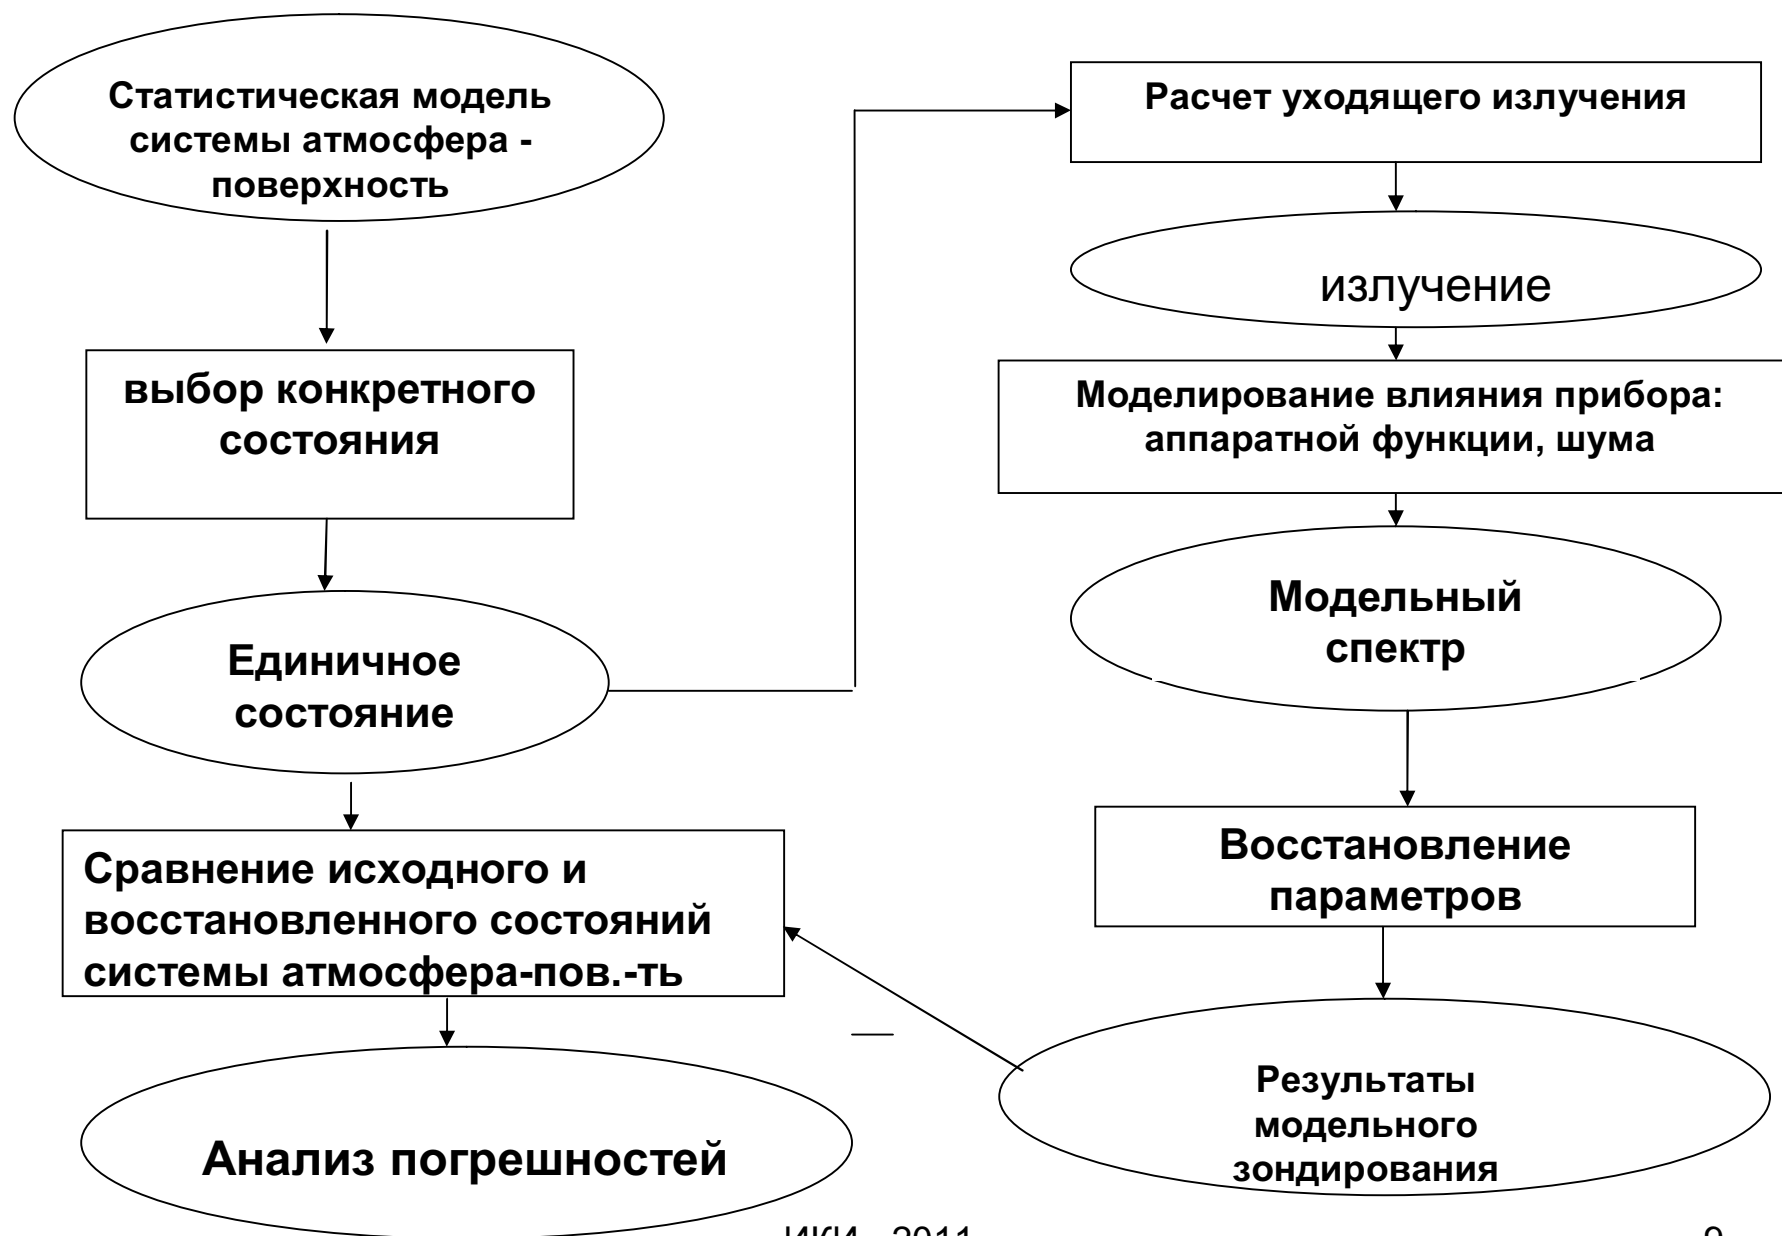 Статистическая модель
системы атмосфера -
поверхность
выбор конкретного
состояния
Единичное
состояние
Сравнение исходного и
восстановленного состояний
системы атмосфера-пов.-ть
Анализ погрешностей
Расчет уходящего излучения
излучение
Моделирование влияния прибора:
аппаратной функции, шума
Модельный
спектр
Восстановление
параметров
Результаты
модельного
зондирования
ИКИ - 2011
9